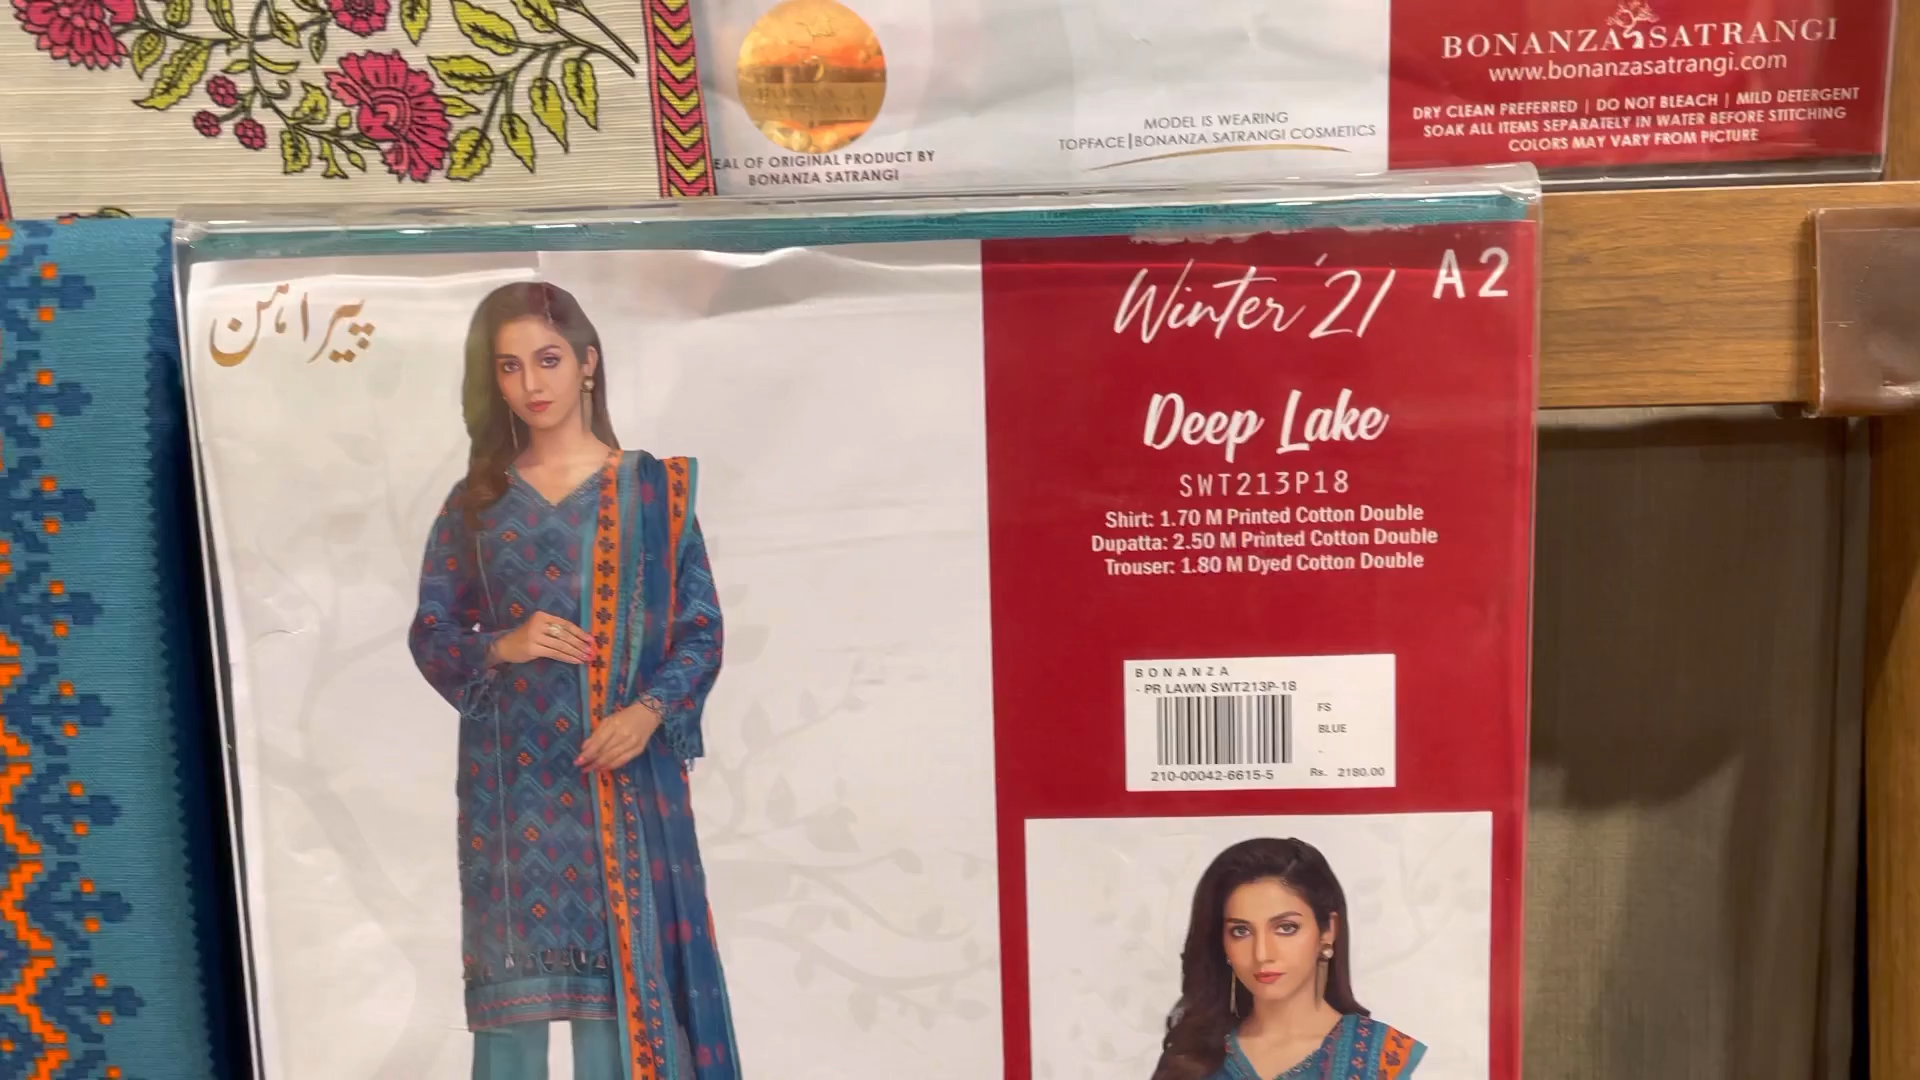 BONANZA SATRANGI
www.bonanzasatrangi.com
DRY CLEAN PREFERRED | DO NOT BLEACH | MILD DETERGENT
SOAK ALL ITEMS SEPARATELY IN WATER BEFORE STITCHING
COLORS MAY VARY FROM PICTURE
MODEL IS WEARING
TOPFACE|BONANZA SATRANGI COSMETICS
EAL OF ORIGINAL PRODUCT BY
BONANZA SATRANGI
پیراہن
Winter '21 A2
Deep Lake
SWT213P18
Shirt: 1.70 M Printed Cotton Double
Dupatta: 2.50 M Printed Cotton Double
Trouser: 1.80 M Dyed Cotton Double
BONANZA
- PR LAWN SWT213P-18
FS
BLUE
-
210-00042-6615-5 Rs. 2180.00